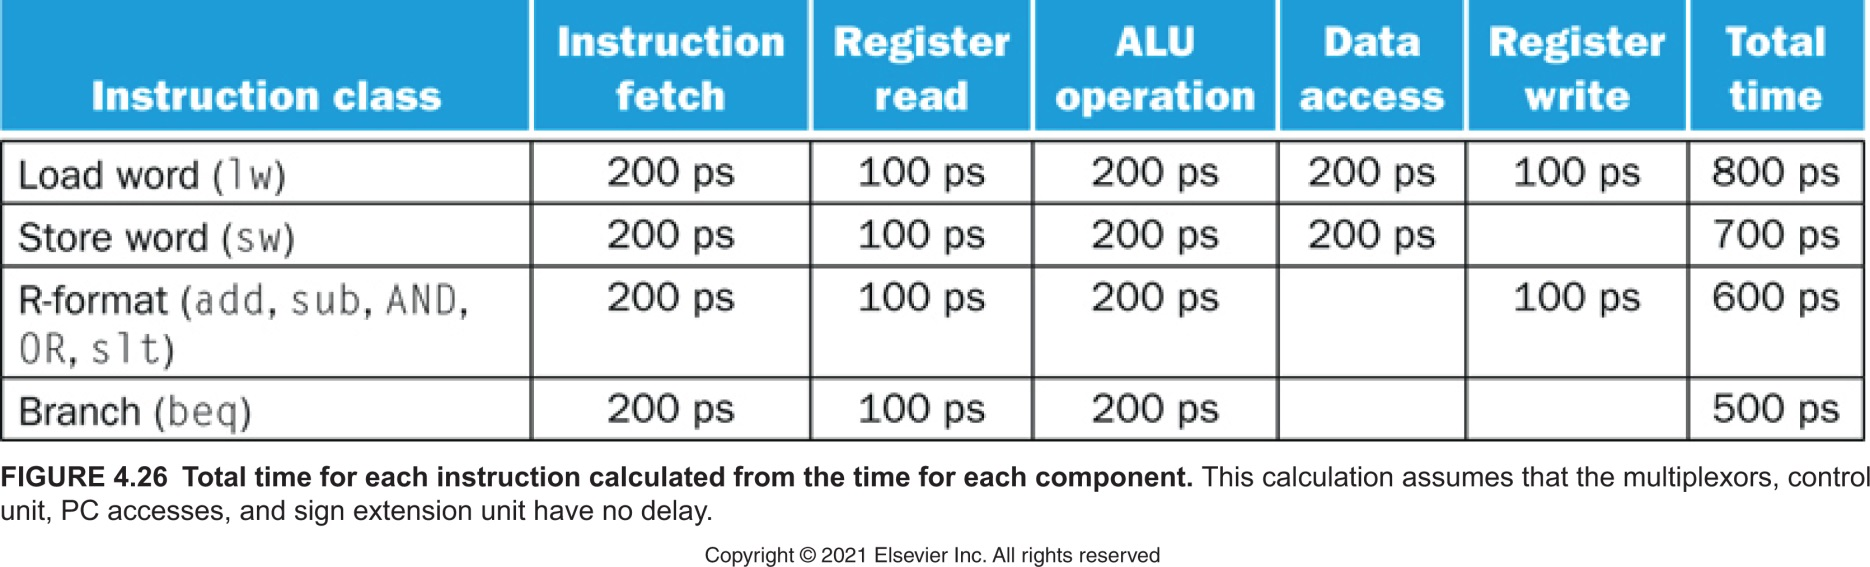 Instruction class Instruction fetch Register read ALU operation Data access Register write Total time
Load word (lw) 200 ps 100 ps 200 ps 200 ps 100 ps 800 ps
Store word (sw) 200 ps 100 ps 200 ps 200 ps 700 ps
R-format (add, sub, AND, OR, slt) 200 ps 100 ps 200 ps 100 ps 600 ps
Branch (beq) 200 ps 100 ps 200 ps 500 ps
FIGURE 4.26 Total time for each instruction calculated from the time for each component. This calculation assumes that the multiplexors, control
unit, PC accesses, and sign extension unit have no delay.
Copyright © 2021 Elsevier Inc. All rights reserved